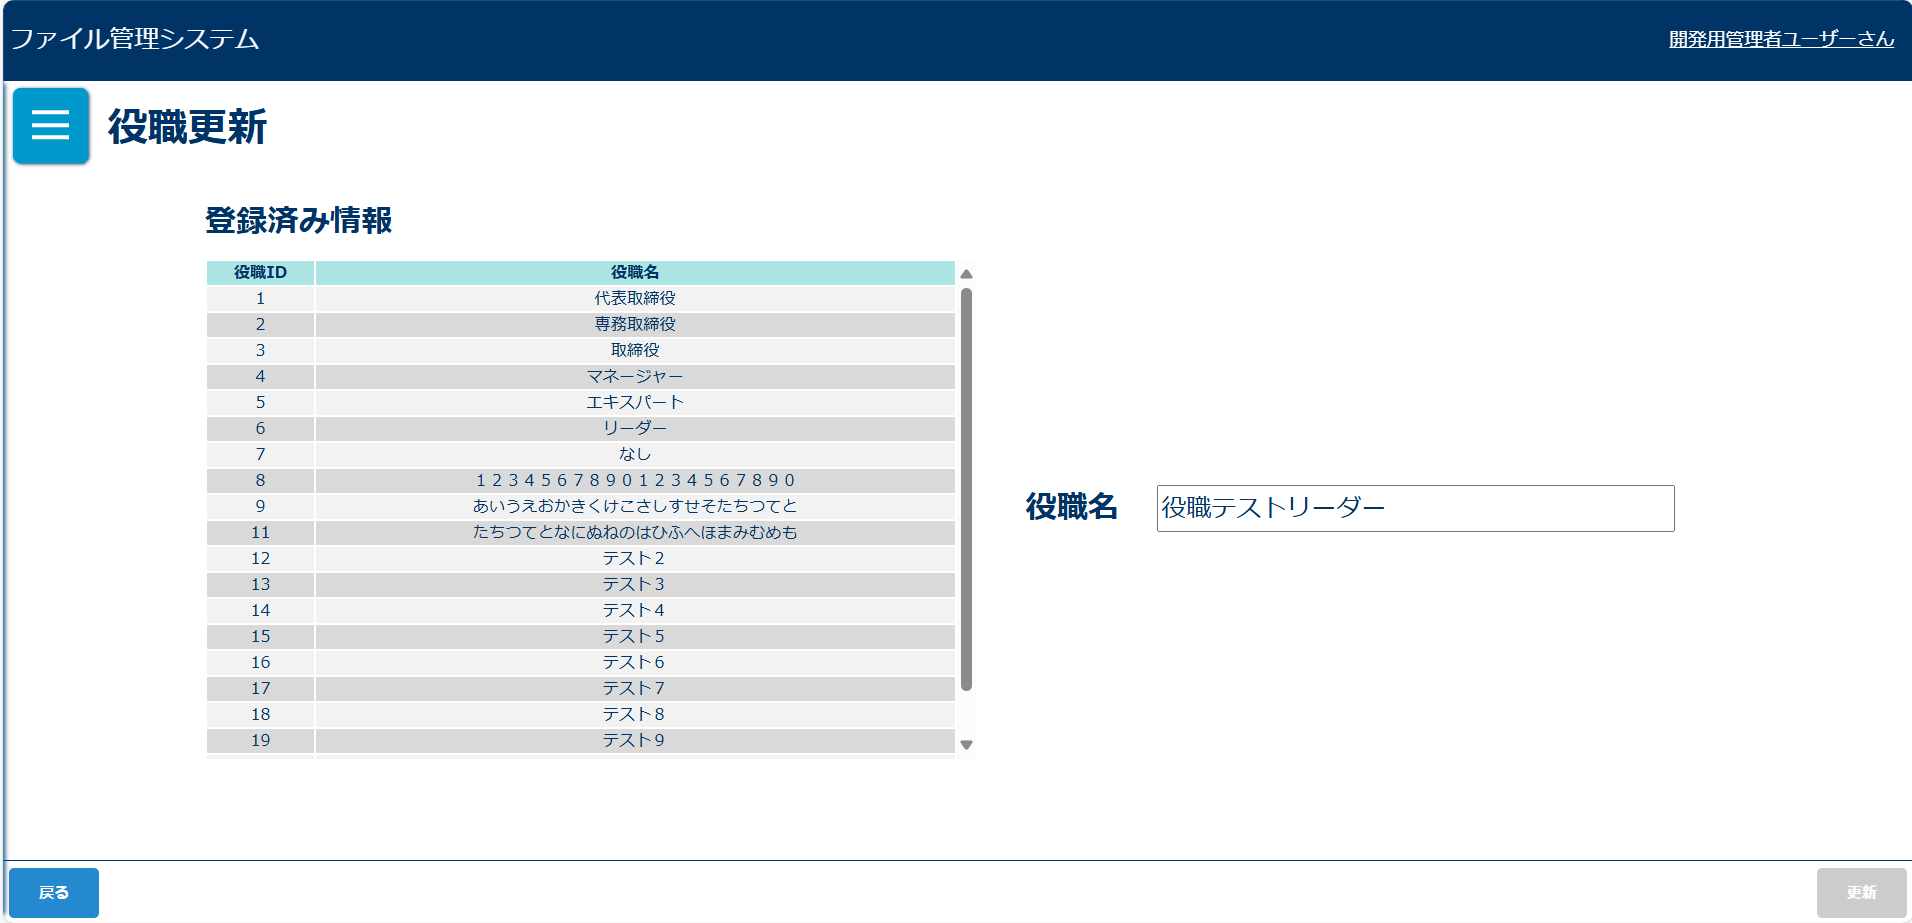 ファイル管理システム
開発用管理者ユーザーさん
役職更新
登録済み情報
役職ID 役職名
1 代表取締役
2 専務取締役
3 取締役
4 マネージャー
5 エキスパート
6 リーダー
7 なし
8 １２３４５６７８９０１２３４５６７８９０
9 あいうえおかきくけこさしすせそたちつてと
11 たちつてとなにぬねのはひふへほまみむめも
12 テスト２
13 テスト３
14 テスト４
15 テスト５
16 テスト６
17 テスト７
18 テスト８
19 テスト９
役職名 役職テストリーダー
戻る
更新